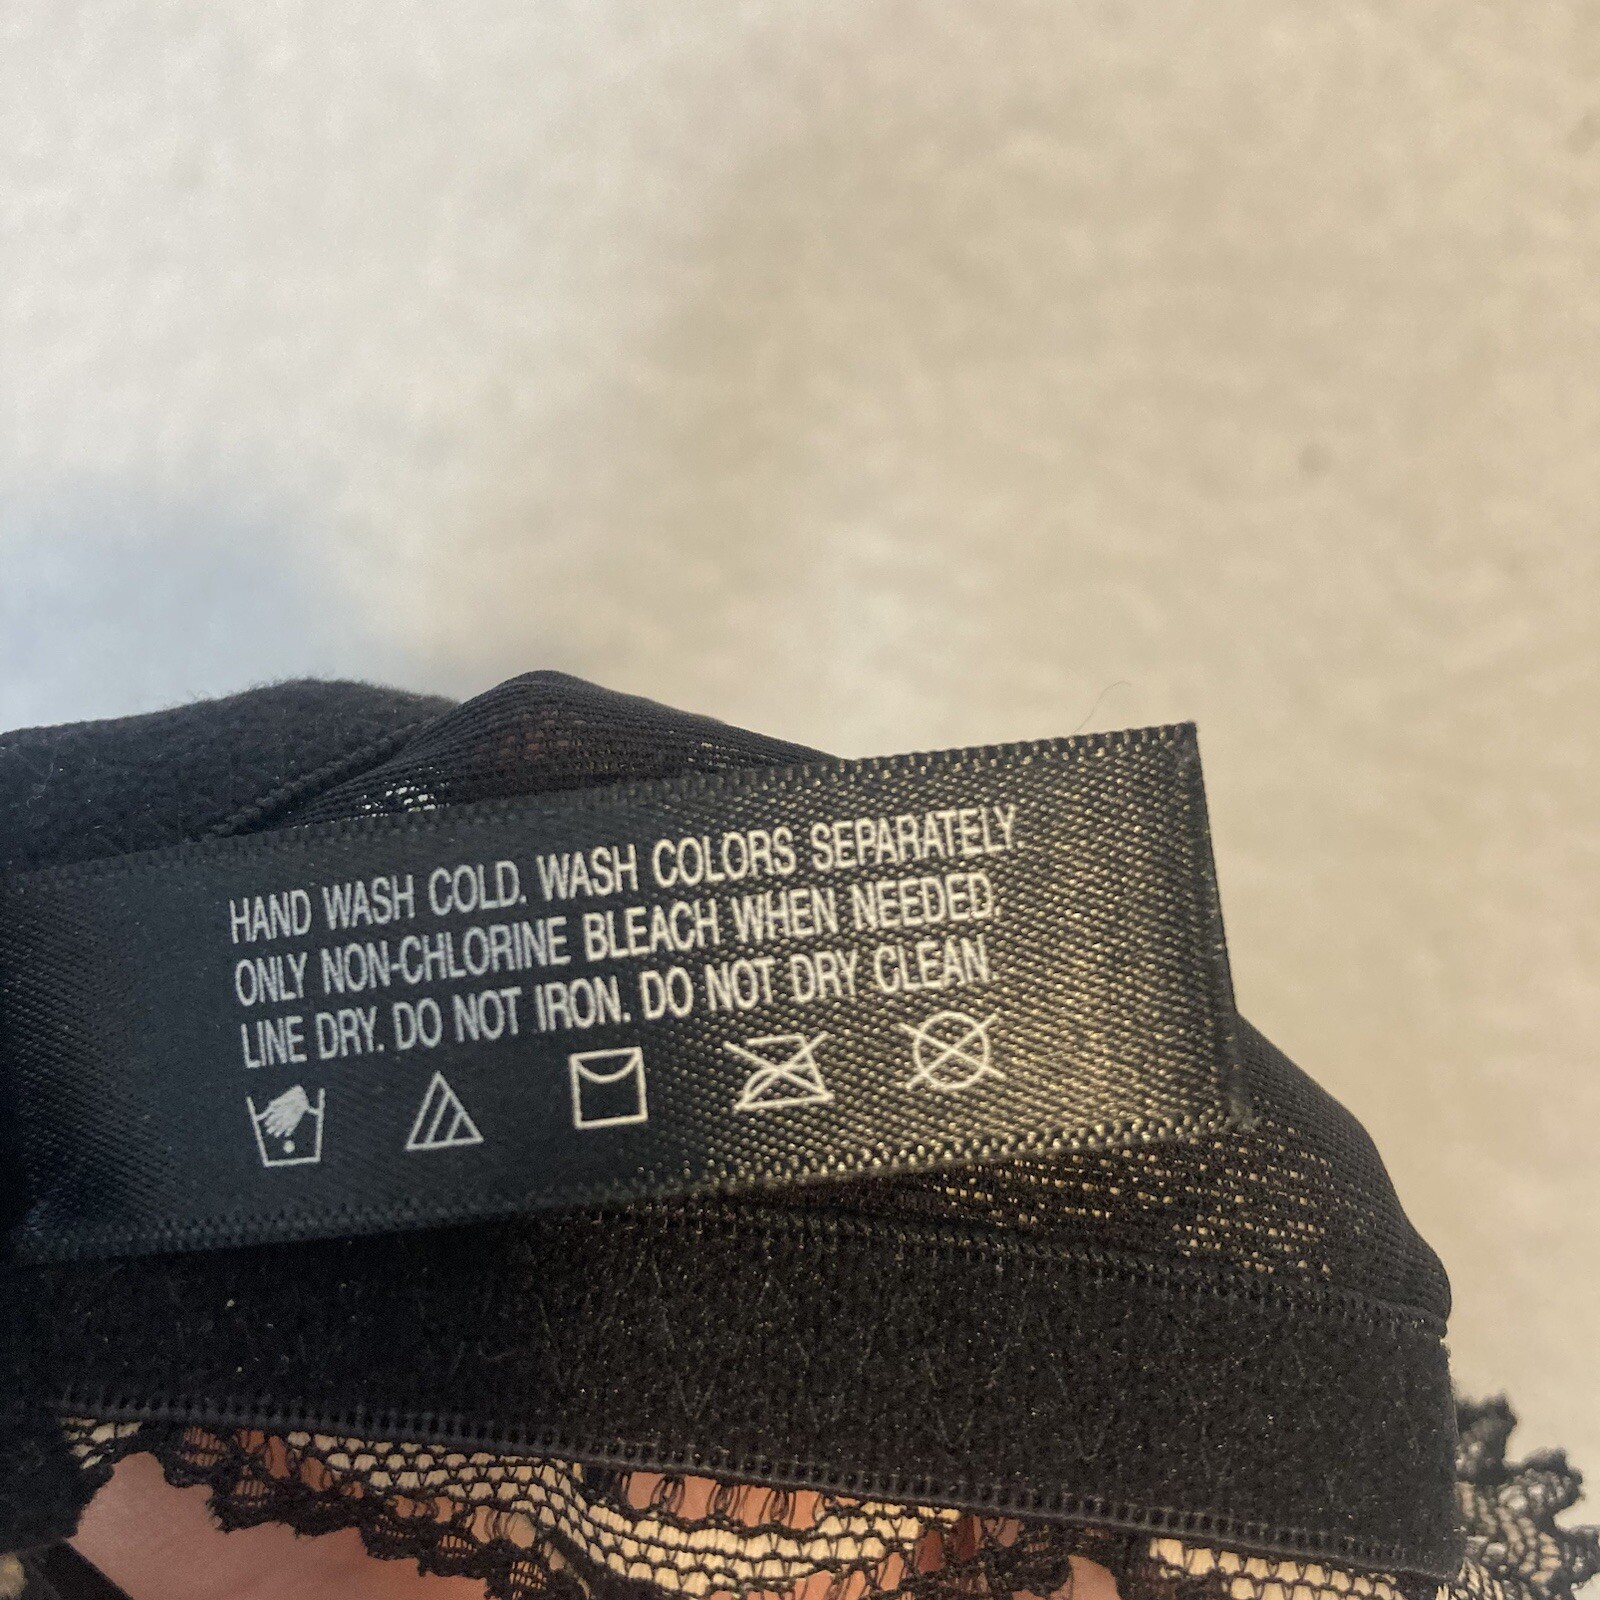 HAND WASH COLD. WASH COLORS SEPARATELY.
ONLY NON-CHLORINE BLEACH WHEN NEEDED.
LINE DRY. DO NOT IRON. DO NOT DRY CLEAN.